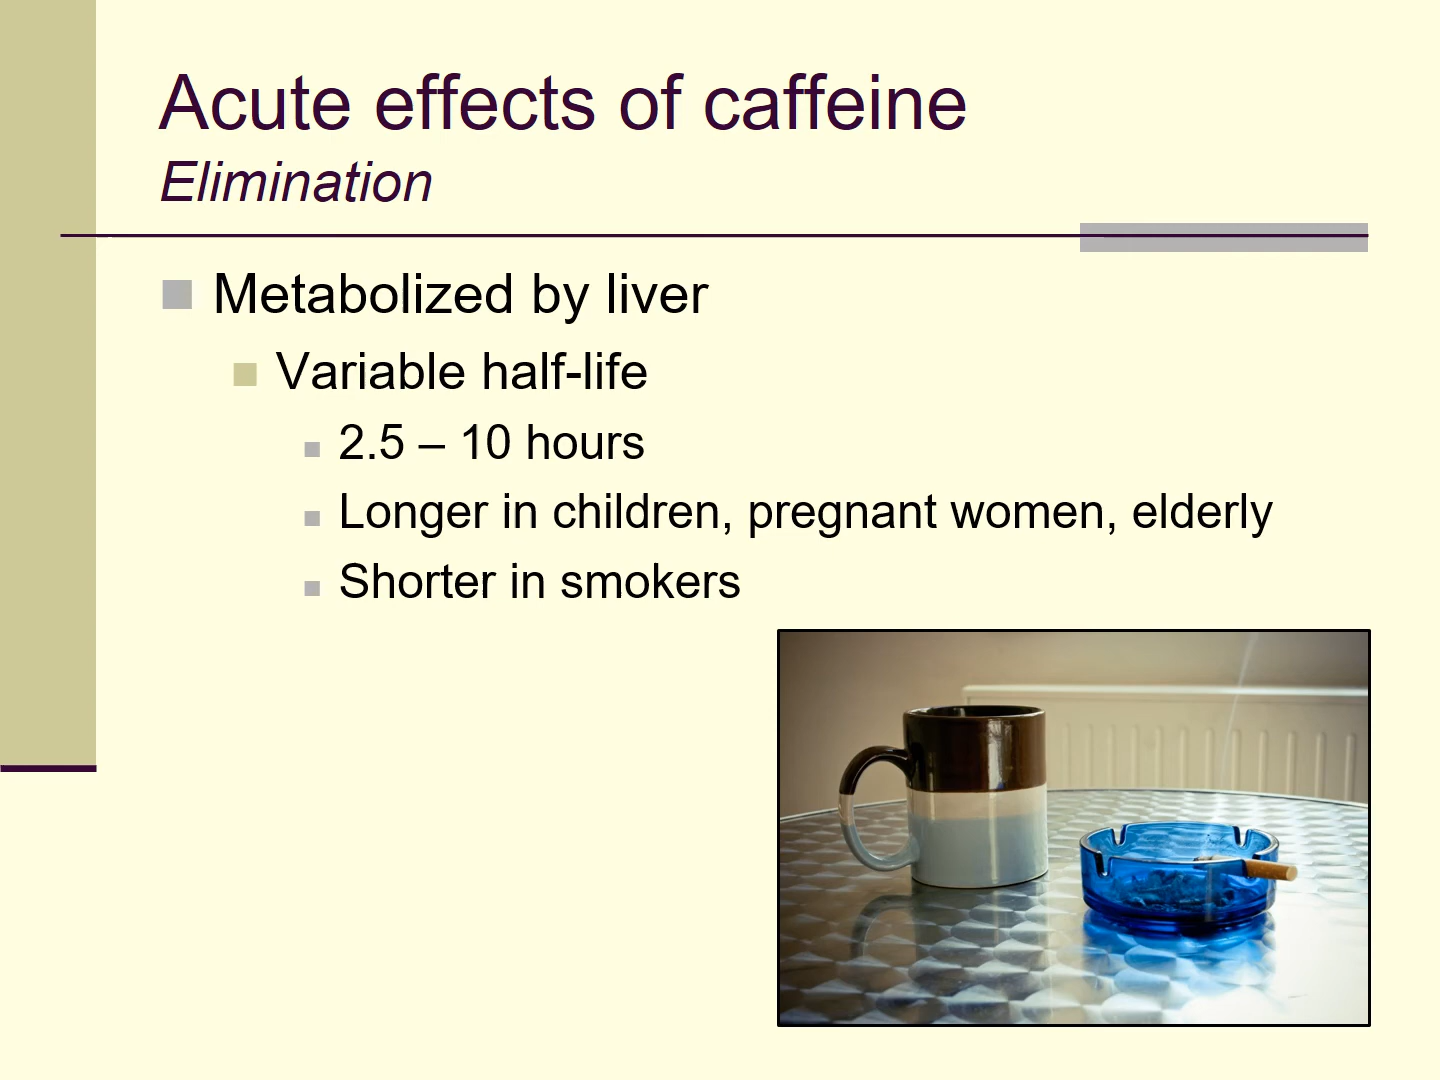 Acute effects of caffeine
Elimination
Metabolized by liver
Variable half-life
2.5 – 10 hours
Longer in children, pregnant women, elderly
Shorter in smokers